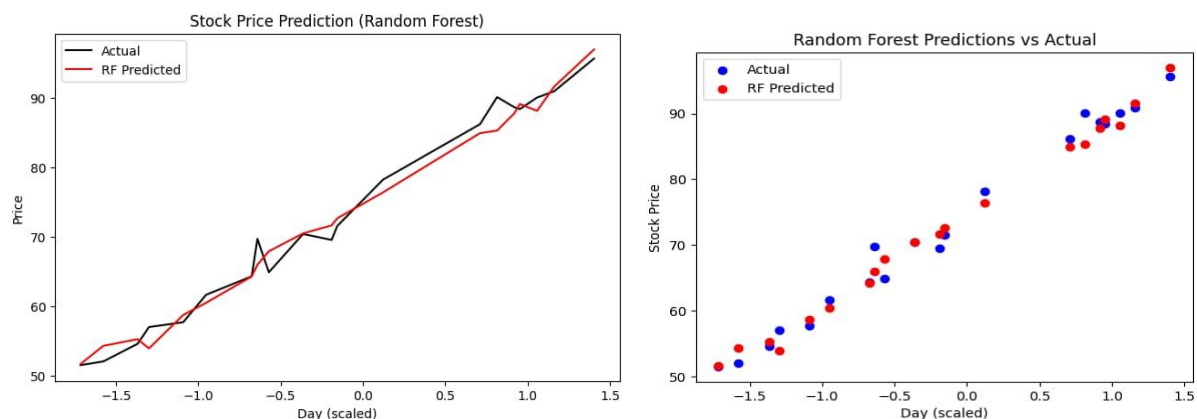 Stock Price Prediction (Random Forest)
Actual
RF Predicted
Price
90
80
70
60
50
−1.5 −1.0 −0.5 0.0 0.5 1.0 1.5
Day (scaled)
Random Forest Predictions vs Actual
Actual
RF Predicted
Stock Price
90
80
70
60
50
−1.5 −1.0 −0.5 0.0 0.5 1.0 1.5
Day (scaled)